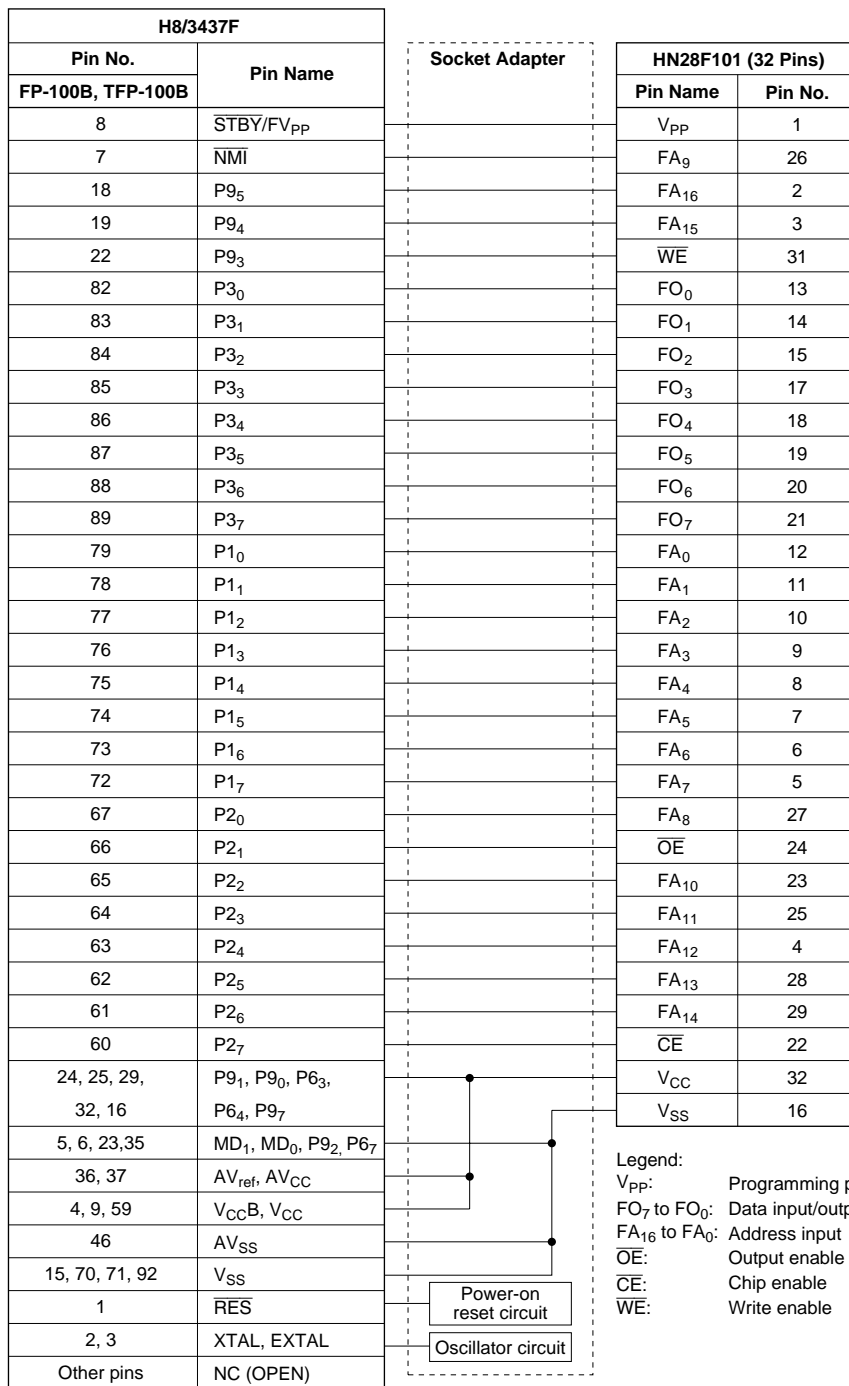 H8/3437F
Pin No. Pin Name Socket Adapter HN28F101 (32 Pins)
FP-100B, TFP-100B Pin Name Pin No.
8 STBY/FVPP VPP 1
7 NMI FA9 26
18 P95 FA16 2
19 P94 FA15 3
22 P93 WE 31
82 P30 FO0 13
83 P31 FO1 14
84 P32 FO2 15
85 P33 FO3 17
86 P34 FO4 18
87 P35 FO5 19
88 P36 FO6 20
89 P37 FO7 21
79 P10 FA0 12
78 P11 FA1 11
77 P12 FA2 10
76 P13 FA3 9
75 P14 FA4 8
74 P15 FA5 7
73 P16 FA6 6
72 P17 FA7 5
67 P20 FA8 27
66 P21 OE 24
65 P22 FA10 23
64 P23 FA11 25
63 P24 FA12 4
62 P25 FA13 28
61 P26 FA14 29
60 P27 CE 22
24, 25, 29, P91, P90, P63, VCC 32
32, 16 P64, P97 VSS 16
5, 6, 23,35 MD1, MD0, P92, P67
36, 37 AVref, AVCC
4, 9, 59 VCCB, VCC
46 AVSS
15, 70, 71, 92 VSS
1 RES Power-on
reset circuit
2, 3 XTAL, EXTAL Oscillator circuit
Other pins NC (OPEN)
Legend:
VPP: Programming
FO7 to FO0: Data
FA16 to FA0: Address input
OE: Output enable
CE: Chip enable
WE: Write enable